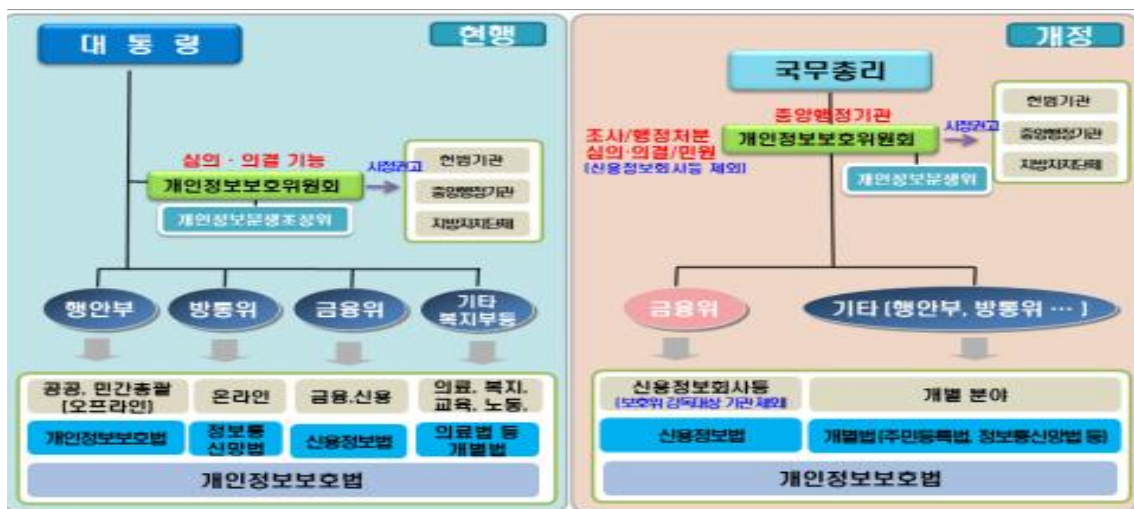 대 통 령
현행
심의 · 의결 기능
개인정보보호위원회
시정권고
개인정보분쟁조정위
헌법기관
중앙행정기관
지방자치단체
행안부
방통위
금융위
기타
복지부등
공공, 민간총괄
(오프라인)
온라인
금융,신용
의료, 복지,
교육, 노동,
개인정보보호법
정보통
신망법
신용정보법
의료법 등
개별법
개인정보보호법
개정
국무총리
중앙행정기관
개인정보보호위원회
조사/행정처분
심의·의결/민원
(신용정보회사등 제외)
시정권고
개인정보분쟁위
헌법기관
중앙행정기관
지방자치단체
금융위
기타 (행안부, 방통위 … )
신용정보회사등
(보호위 감독대상 기관 제외)
개별 분야
신용정보법
개별법(주민등록법, 정보통신망법 등)
개인정보보호법